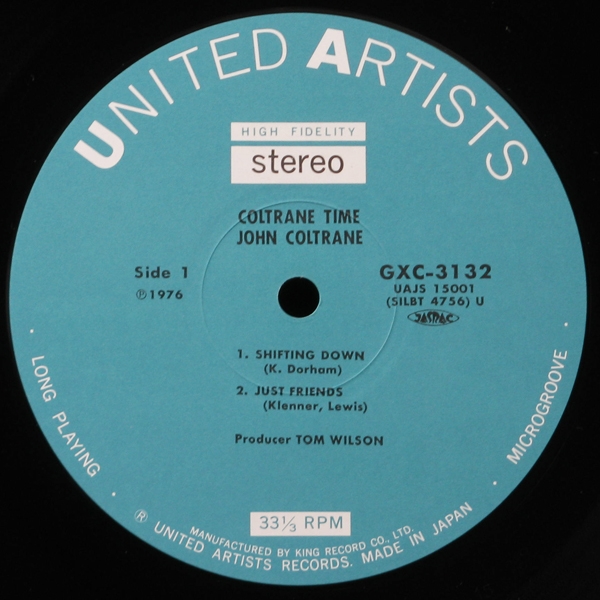 UNITED ARTISTS
HIGH FIDELITY
stereo
COLTRANE TIME
JOHN COLTRANE
Side 1
℗1976
GXC-3132
UAJS 15001
(SILBT 4756) U
JASRAC
1. SHIFTING DOWN
(K. Dorham)
2. JUST FRIENDS
(Klenner, Lewis)
Producer TOM WILSON
33⅓ RPM
· LONG PLAYING ·
· MICROGROOVE ·
MANUFACTURED BY KING RECORD CO., LTD.
® UNITED ARTISTS RECORDS. MADE IN JAPAN